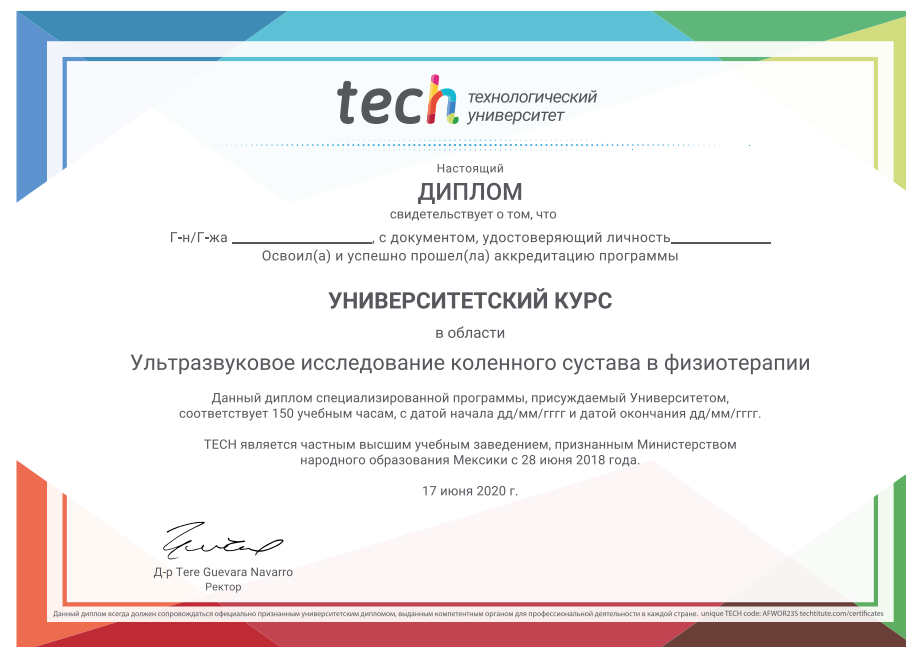 tech технологический
университет
Настоящий
ДИПЛОМ
свидетельствует о том, что
Г-н/Г-жа ____________________, с документом, удостоверяющий личность______________
Освоил(а) и успешно прошел(ла) аккредитацию программы
УНИВЕРСИТЕТСКИЙ КУРС
в области
Ультразвуковое исследование коленного сустава в физиотерапии
Данный диплом специализированной программы, присуждаемый Университетом,
соответствует 150 учебным часам, с датой начала дд/мм/гггг и датой окончания дд/мм/гггг.
TECH является частным высшим учебным заведением, признанным Министерством
народного образования Мексики с 28 июня 2018 года.
17 июня 2020 г.
Д-р Tere Guevara Navarro
Ректор
Данный диплом всегда должен сопровождаться официально признанным университетским дипломом, выданным компетентным органом для профессиональной деятельности в каждой стране. unique TECH code: AFWOR23S techtitute.com/certificates